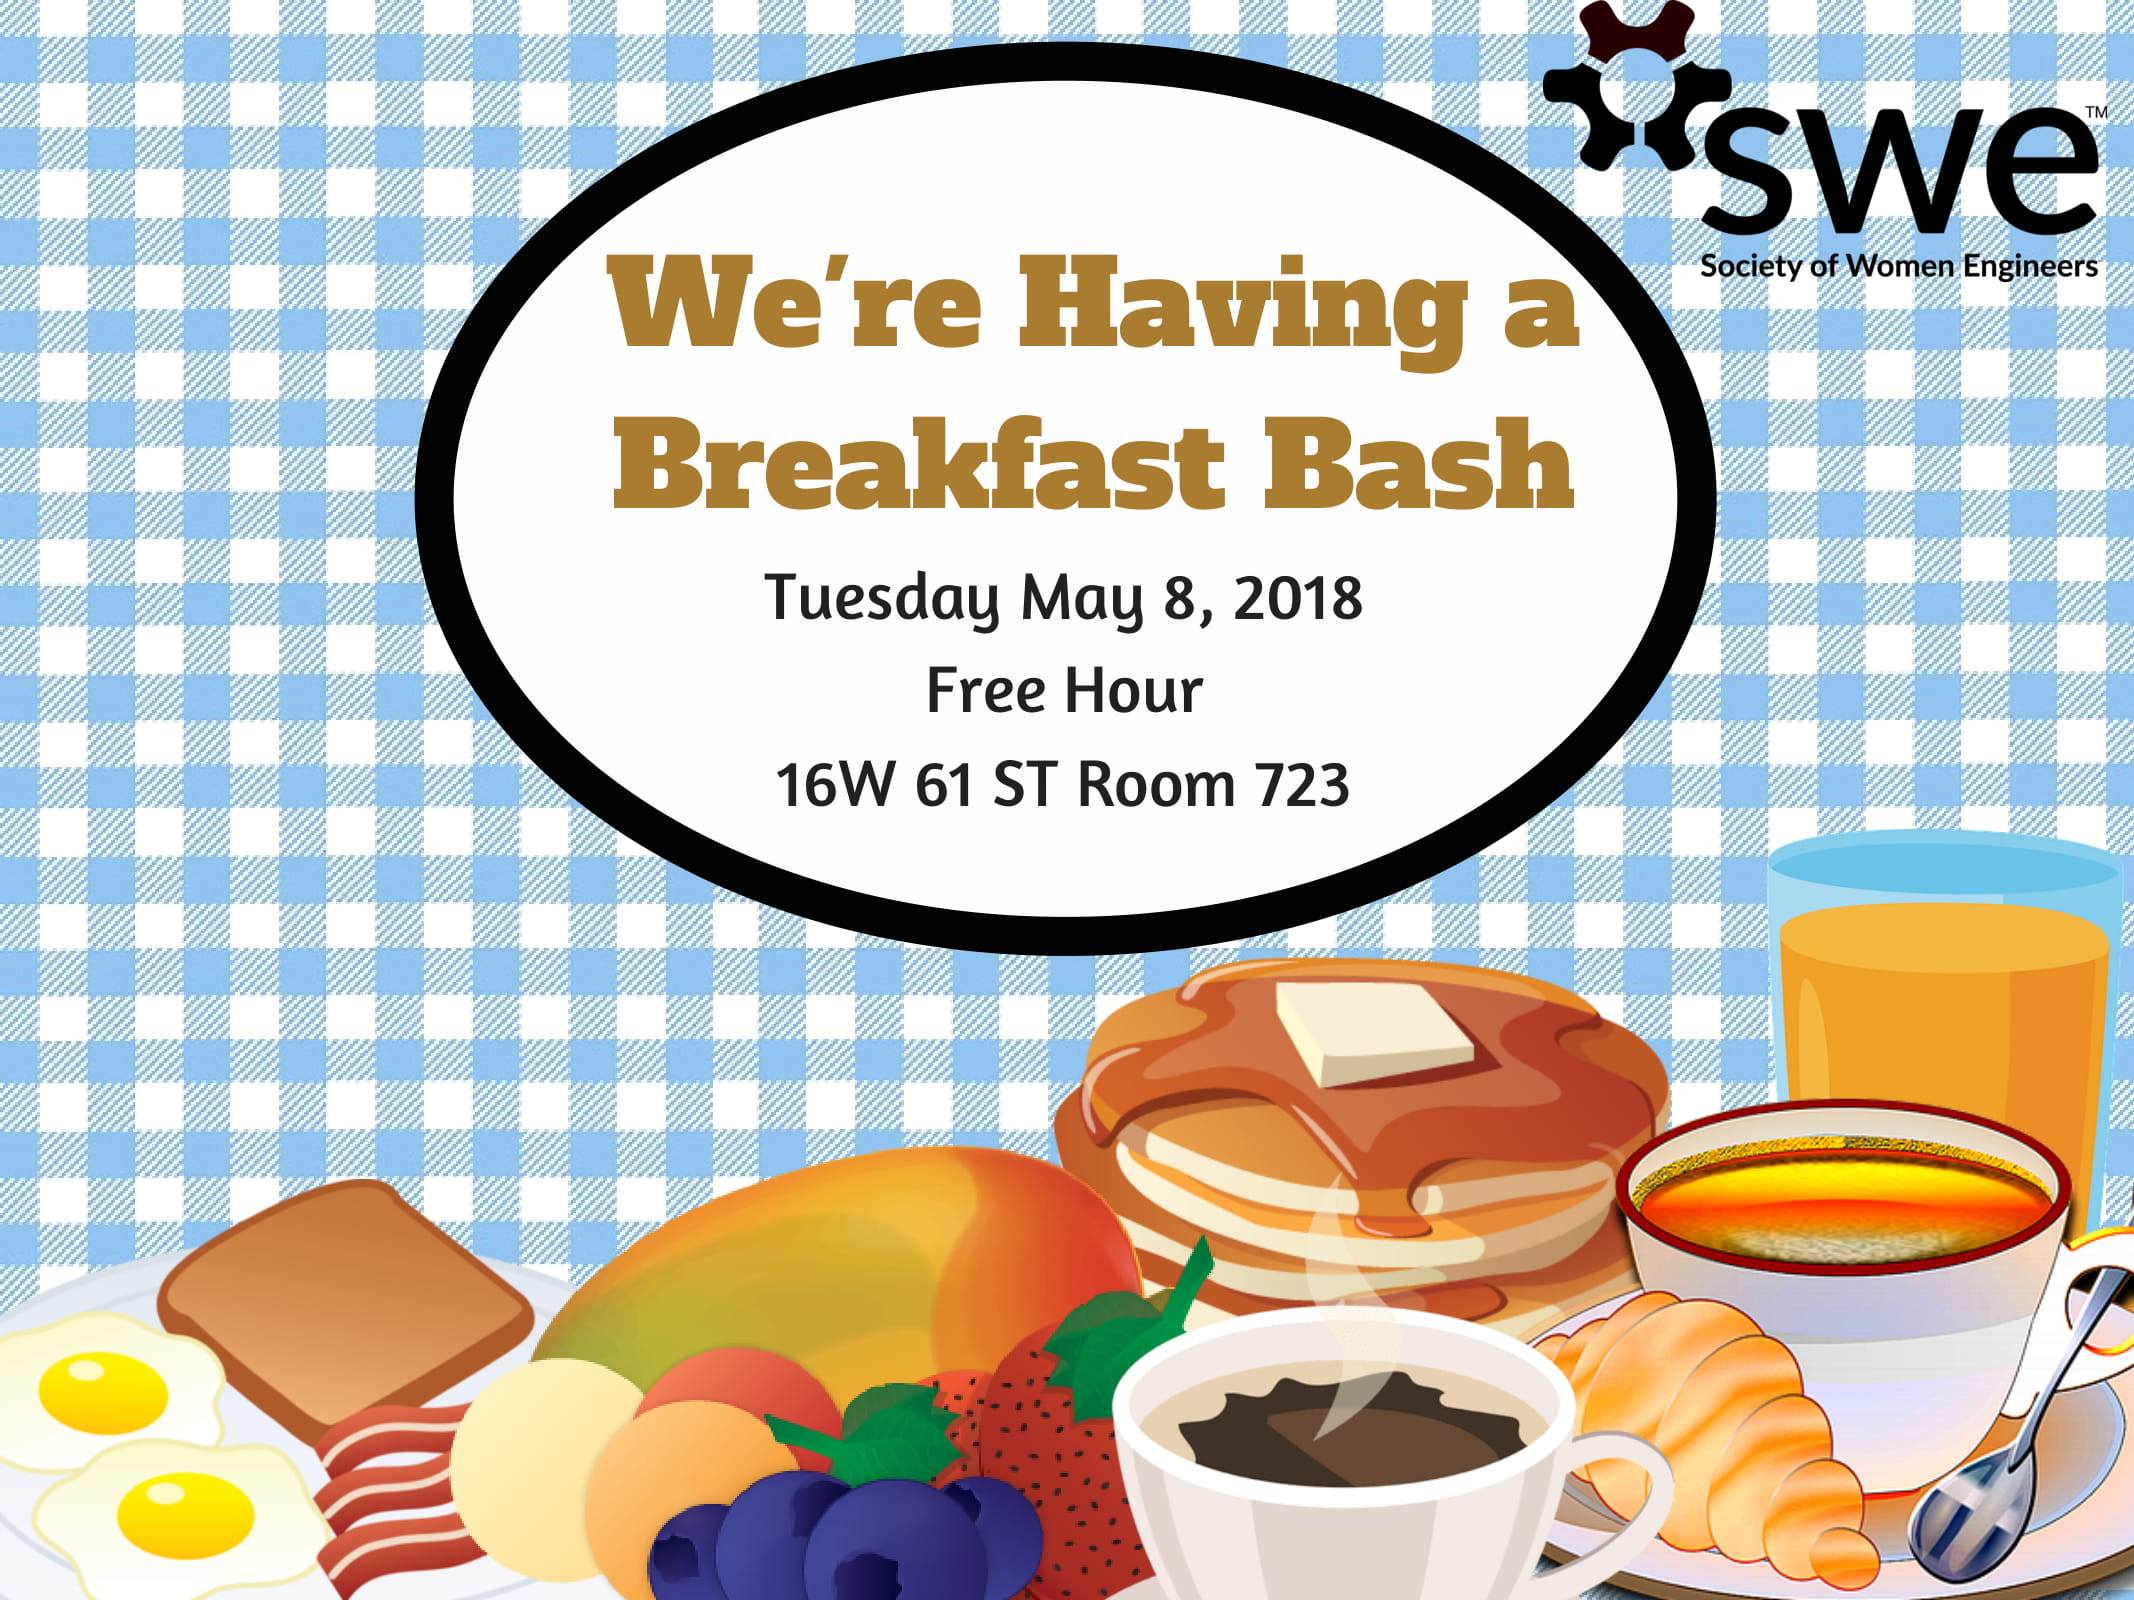 swe™
Society of Women Engineers
We're Having a
Breakfast Bash
Tuesday May 8, 2018
Free Hour
16W 61 ST Room 723